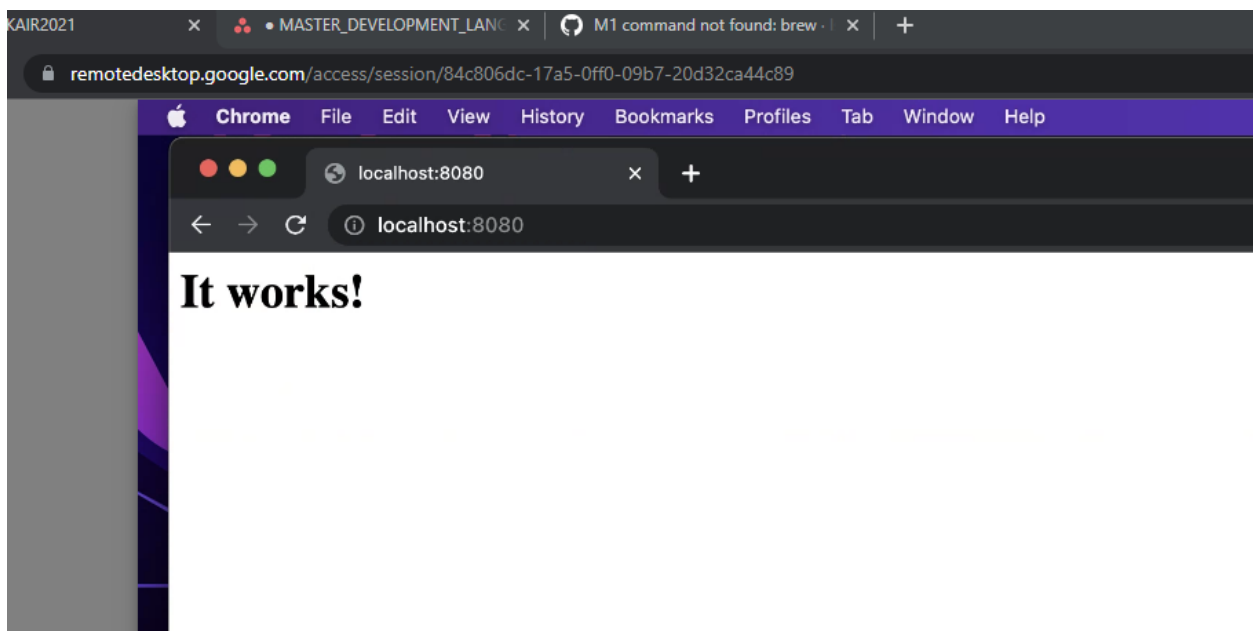 KAIR2021 MASTER_DEVELOPMENT_LANG M1 command not found: brew ·
remotedesktop.google.com/access/session/84c806dc-17a5-0ff0-09b7-20d32ca44c89
Chrome File Edit View History Bookmarks Profiles Tab Window Help
localhost:8080
localhost:8080
It works!